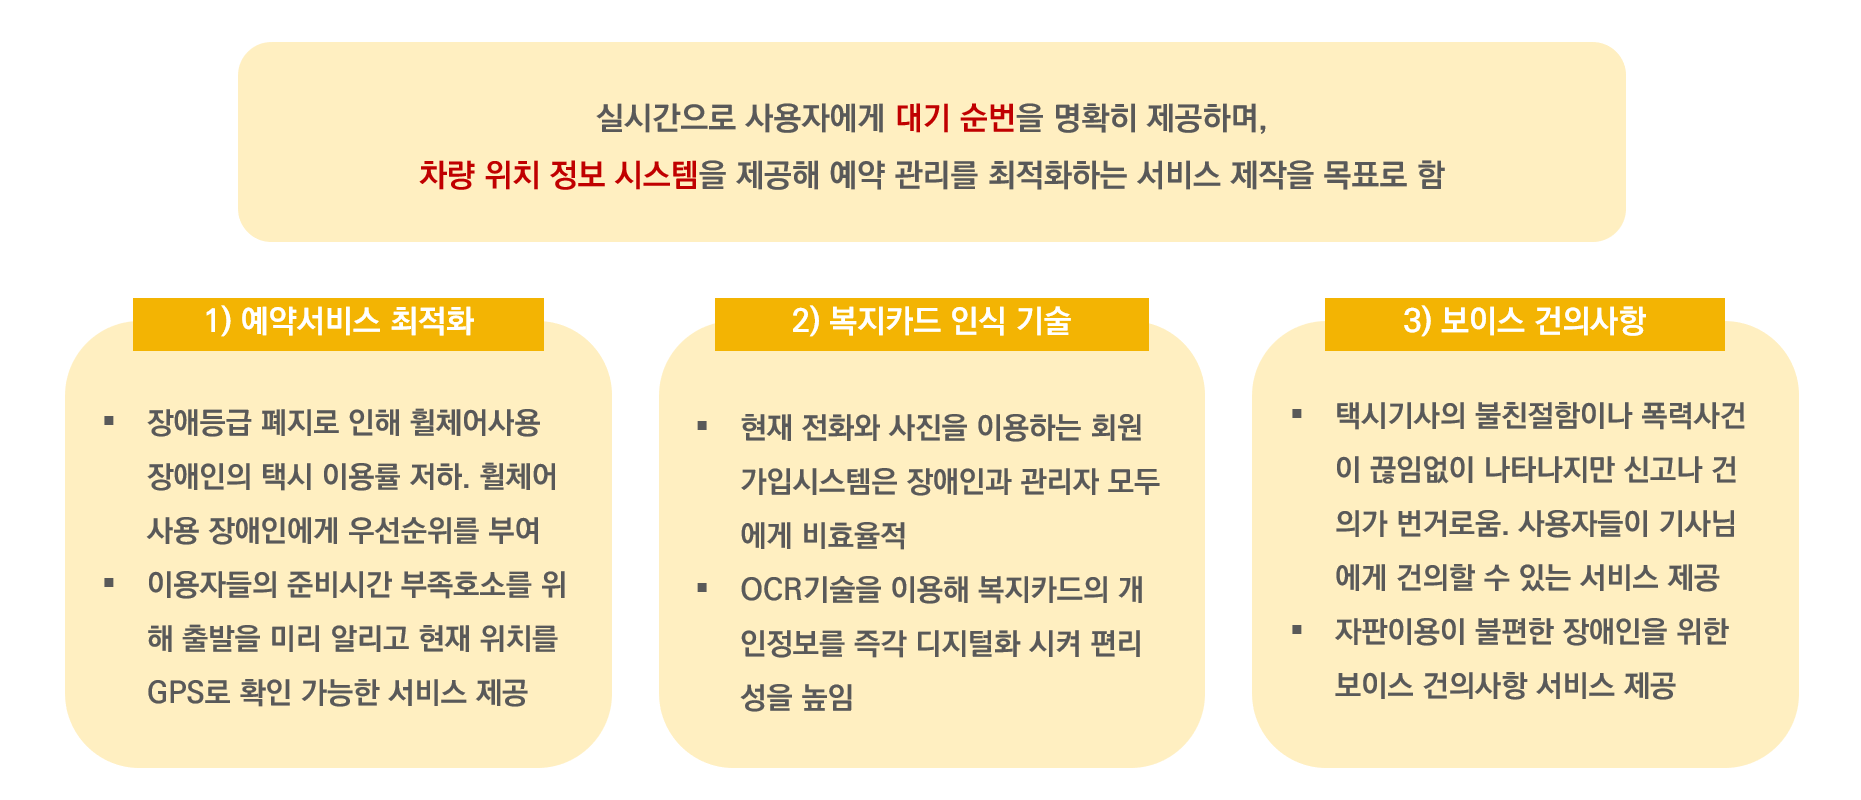 실시간으로 사용자에게 대기 순번을 명확히 제공하며,
차량 위치 정보 시스템을 제공해 예약 관리를 최적화하는 서비스 제작을 목표로 함
1) 예약서비스 최적화
▪ 장애등급 폐지로 인해 휠체어사용
장애인의 택시 이용률 저하. 휠체어
사용 장애인에게 우선순위를 부여
▪ 이용자들의 준비시간 부족호소를 위
해 출발을 미리 알리고 현재 위치를
GPS로 확인 가능한 서비스 제공
2) 복지카드 인식 기술
▪ 현재 전화와 사진을 이용하는 회원
가입시스템은 장애인과 관리자 모두
에게 비효율적
▪ OCR기술을 이용해 복지카드의 개
인정보를 즉각 디지털화 시켜 편리
성을 높임
3) 보이스 건의사항
▪ 택시기사의 불친절함이나 폭력사건
이 끊임없이 나타나지만 신고나 건
의가 번거로움. 사용자들이 기사님
에게 건의할 수 있는 서비스 제공
▪ 자판이용이 불편한 장애인을 위한
보이스 건의사항 서비스 제공